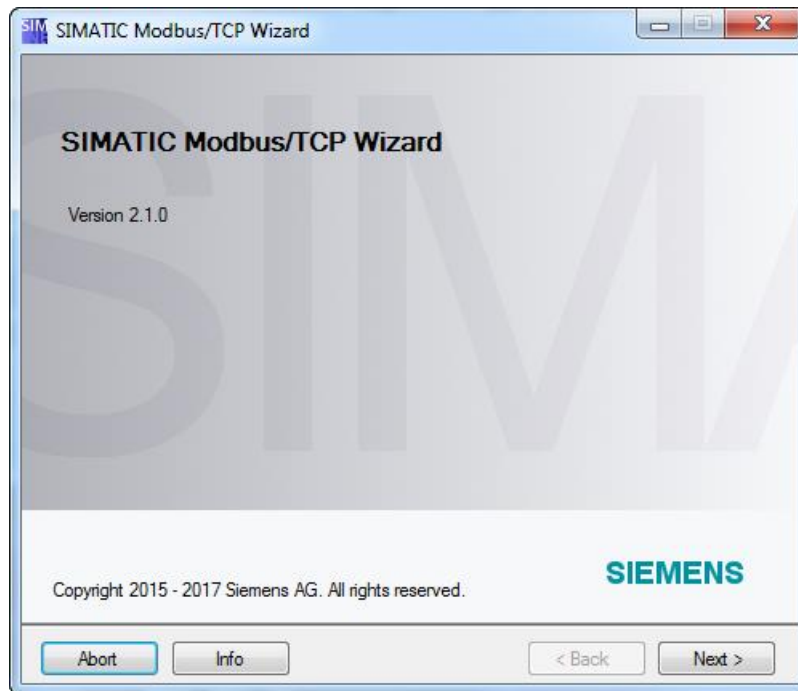 SIMATIC Modbus/TCP Wizard
SIMATIC Modbus/TCP Wizard
Version 2.1.0
SIEMENS
Copyright 2015 - 2017 Siemens AG. All rights reserved.
Abort Info < Back Next >